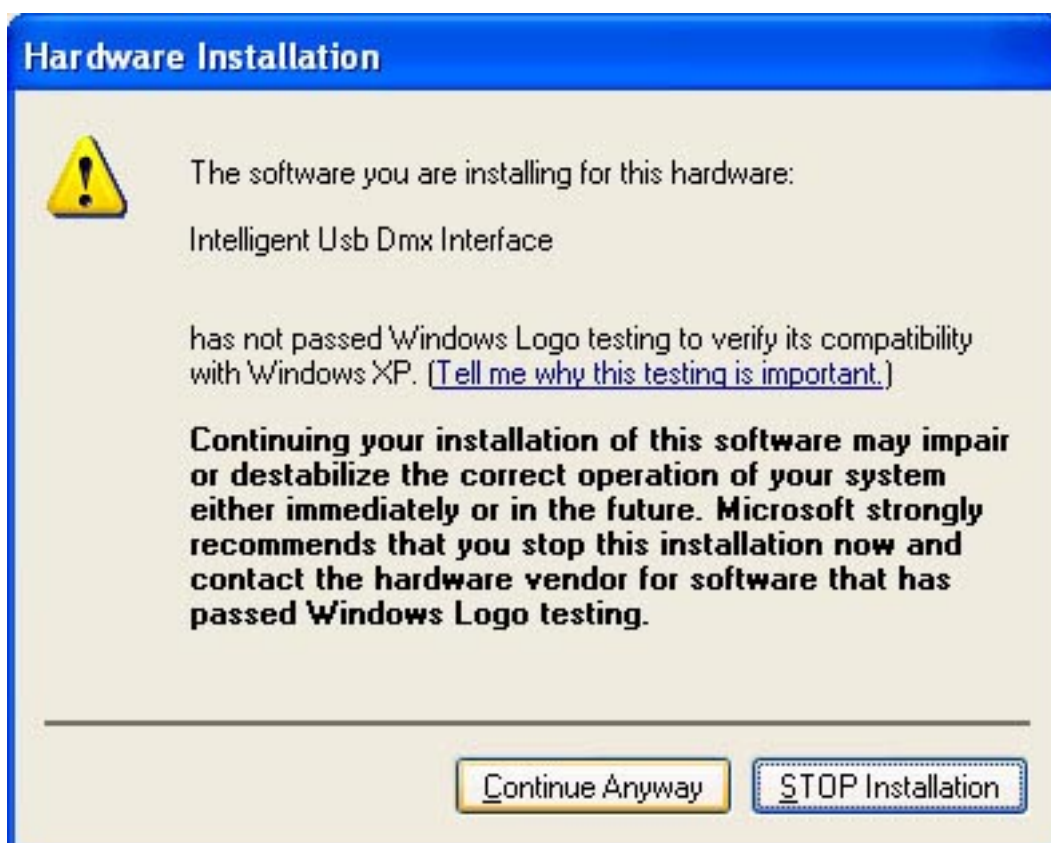 Hardware Installation
The software you are installing for this hardware:
Intelligent Usb Dmx Interface
has not passed Windows Logo testing to verify its compatibility
with Windows XP. (Tell me why this testing is important.)
Continuing your installation of this software may impair
or destabilize the correct operation of your system
either immediately or in the future. Microsoft strongly
recommends that you stop this installation now and
contact the hardware vendor for software that has
passed Windows Logo testing.
Continue Anyway
STOP Installation